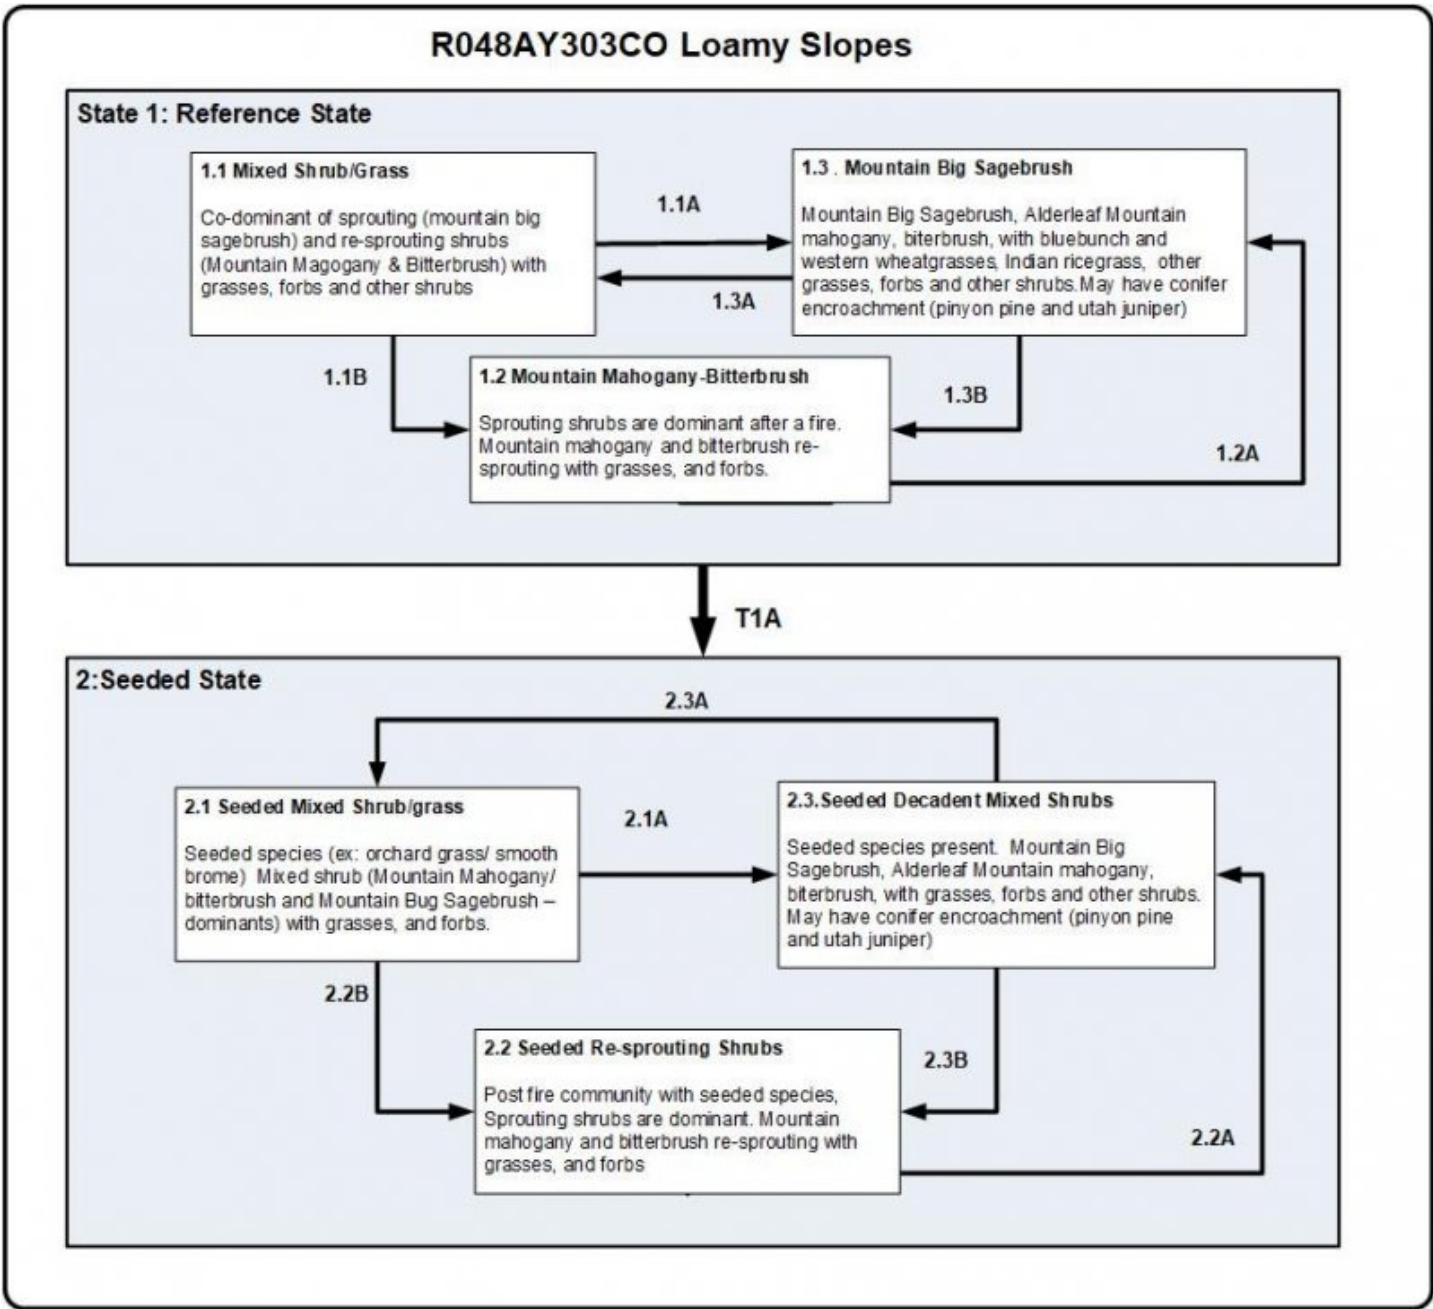 R048AY303CO Loamy Slopes
State 1: Reference State
1.1 Mixed Shrub/Grass
Co-dominant of sprouting (mountain big
sagebrush) and re-sprouting shrubs
(Mountain Magogany & Bitterbrush) with
grasses, forbs and other shrubs
1.1A
1.3A
1.3 . Mountain Big Sagebrush
Mountain Big Sagebrush, Alderleaf Mountain
mahogany, biterbrush, with bluebunch and
western wheatgrasses, Indian ricegrass, other
grasses, forbs and other shrubs.May have conifer
encroachment (pinyon pine and utah juniper)
1.1B
1.2 Mountain Mahogany-Bitterbrush
Sprouting shrubs are dominant after a fire.
Mountain mahogany and bitterbrush re-
sprouting with grasses, and forbs.
1.3B
1.2A
T1A
2:Seeded State
2.3A
2.1 Seeded Mixed Shrub/grass
Seeded species (ex: orchard grass/ smooth
brome) Mixed shrub (Mountain Mahogany/
bitterbrush and Mountain Bug Sagebrush –
dominants) with grasses, and forbs.
2.1A
2.3.Seeded Decadent Mixed Shrubs
Seeded species present. Mountain Big
Sagebrush, Alderleaf Mountain mahogany,
biterbrush, with grasses, forbs and other shrubs.
May have conifer encroachment (pinyon pine
and utah juniper)
2.2B
2.2 Seeded Re-sprouting Shrubs
Post fire community with seeded species,
Sprouting shrubs are dominant. Mountain
mahogany and bitterbrush re-sprouting with
grasses, and forbs
2.3B
2.2A